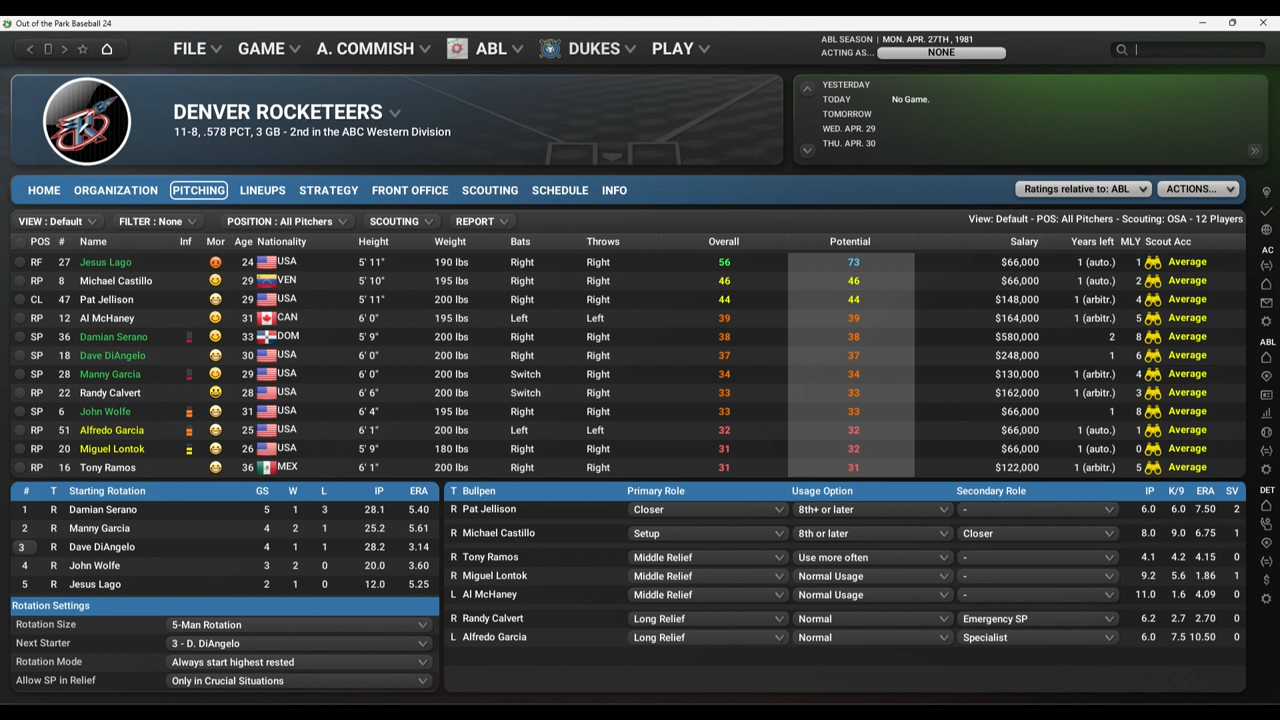 Out of the Park Baseball 24
FILE GAME A. COMMISH ABL DUKES PLAY
ABL SEASON | MON. APR. 27TH, 1981
ACTING AS... NONE
DENVER ROCKETEERS
11-8, .578 PCT, 3 GB - 2nd in the ABC Western Division
YESTERDAY
TODAY No Game.
TOMORROW
WED. APR. 29
THU. APR. 30
HOME ORGANIZATION PITCHING LINEUPS STRATEGY FRONT OFFICE SCOUTING SCHEDULE INFO Ratings relative to: ABL ACTIONS...
VIEW : Default FILTER : None POSITION : All Pitchers SCOUTING REPORT View: Default - POS: All Pitchers - Scouting: OSA - 12 Players
POS # Name Inf Mor Age Nationality Height Weight Bats Throws Overall Potential Salary Years left MLY Scout Acc
RF 27 Jesus Lago 24 USA 5' 11" 190 lbs Right Right 56 73 $66,000 1 (auto.) 1 Average
RP 8 Michael Castillo 29 VEN 5' 10" 195 lbs Right Right 46 46 $66,000 1 (auto.) 2 Average
CL 47 Pat Jellison 29 USA 5' 11" 200 lbs Right Right 44 44 $148,000 1 (arbitr.) 4 Average
RP 12 Al McHaney 31 CAN 6' 0" 195 lbs Left Left 39 39 $164,000 1 (arbitr.) 5 Average
SP 36 Damian Serano 33 DOM 5' 9" 200 lbs Right Right 38 38 $580,000 2 8 Average
SP 18 Dave DiAngelo 30 USA 6' 0" 200 lbs Right Right 37 37 $248,000 1 6 Average
SP 28 Manny Garcia 29 USA 6' 0" 200 lbs Switch Right 34 34 $130,000 1 (arbitr.) 4 Average
RP 22 Randy Calvert 28 USA 6' 6" 200 lbs Switch Right 33 33 $162,000 1 (arbitr.) 3 Average
SP 6 John Wolfe 31 USA 6' 4" 195 lbs Right Right 33 33 $66,000 1 8 Average
RP 51 Alfredo Garcia 25 USA 6' 1" 200 lbs Left Left 32 32 $66,000 1 (auto.) 1 Average
RP 20 Miguel Lontok 26 USA 5' 9" 180 lbs Right Right 31 32 $66,000 1 (auto.) 0 Average
RP 16 Tony Ramos 36 MEX 6' 1" 200 lbs Right Right 31 31 $122,000 1 (arbitr.) 5 Average
# T Starting Rotation GS W L IP ERA
1 R Damian Serano 5 1 3 28.1 5.40
2 R Manny Garcia 4 2 1 25.2 5.61
3 R Dave DiAngelo 4 1 1 28.2 3.14
4 R John Wolfe 3 2 0 20.0 3.60
5 R Jesus Lago 2 1 0 12.0 5.25
Rotation Settings
Rotation Size 5-Man Rotation
Next Starter 3 - D. DiAngelo
Rotation Mode Always start highest rested
Allow SP in Relief Only in Crucial Situations
T Bullpen Primary Role Usage Option Secondary Role IP K/9 ERA SV
R Pat Jellison Closer 8th+ or later - 6.0 6.0 7.50 2
R Michael Castillo Setup 8th or later Closer 8.0 9.0 6.75 1
R Tony Ramos Middle Relief Use more often - 4.1 4.2 4.15 0
R Miguel Lontok Middle Relief Normal Usage - 9.2 5.6 1.86 1
L Al McHaney Middle Relief Normal Usage - 11.0 1.6 4.09 0
R Randy Calvert Long Relief Normal Emergency SP 6.2 2.7 2.70 0
L Alfredo Garcia Long Relief Normal Specialist 6.0 7.5 10.50 0
AC
ABL
DET